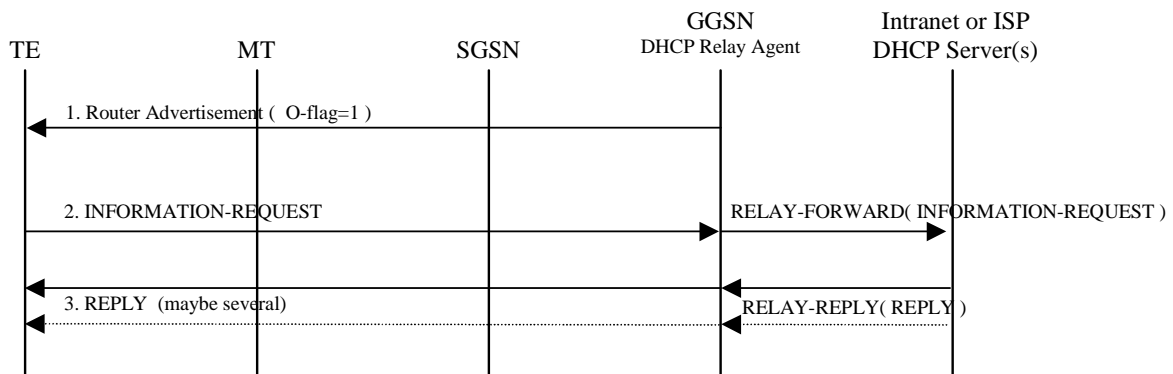 GGSN
Intranet or ISP
TE
MT
SGSN
DHCP Relay Agent
DHCP Server(s)
1. Router Advertisement ( O-flag=1 )
2. INFORMATION-REQUEST
RELAY-FORWARD( INFORMATION-REQUEST )
3. REPLY (maybe several)
RELAY-REPLY( REPLY )